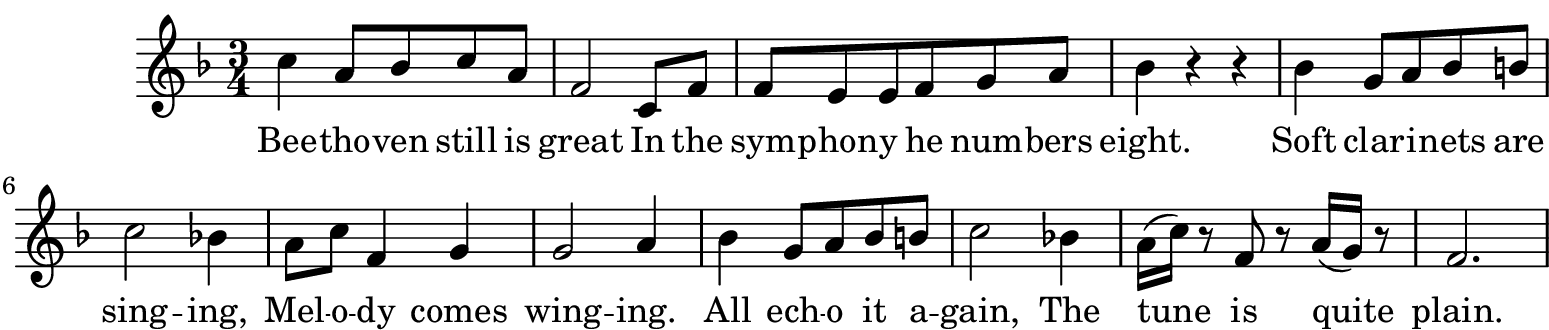 3
4
Beethoven still is great In the symphony he numbers eight. Soft clarinets are
6
sing - ing, Mel - o - dy comes wing - ing. All ech - o it a - gain, The tune is quite plain.